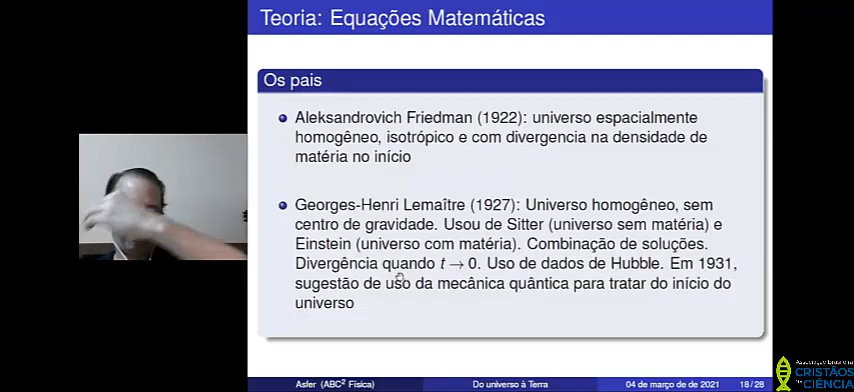 Teoria: Equações Matemáticas
Os pais
Aleksandrovich Friedman (1922): universo espacialmente
homogêneo, isotrópico e com divergencia na densidade de
matéria no início
Georges-Henri Lemaître (1927): Universo homogêneo, sem
centro de gravidade. Usou de Sitter (universo sem matéria) e
Einstein (universo com matéria). Combinação de soluções.
Divergência quando t → 0. Uso de dados de Hubble. Em 1931,
sugestão de uso da mecânica quântica para tratar do início do
universo
Asfer (ABC² Física) Do universo à Terra 04 de março de de 2021 18 / 28
Associação Brasileira
CRISTÃOS
na CIÊNCIA